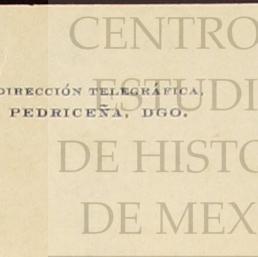 CENTRO
DIRECCIÓN TELEGRÁFICA.
ESTUDI
PEDRICEÑA, DGO.
DE HISTO
DE MEX